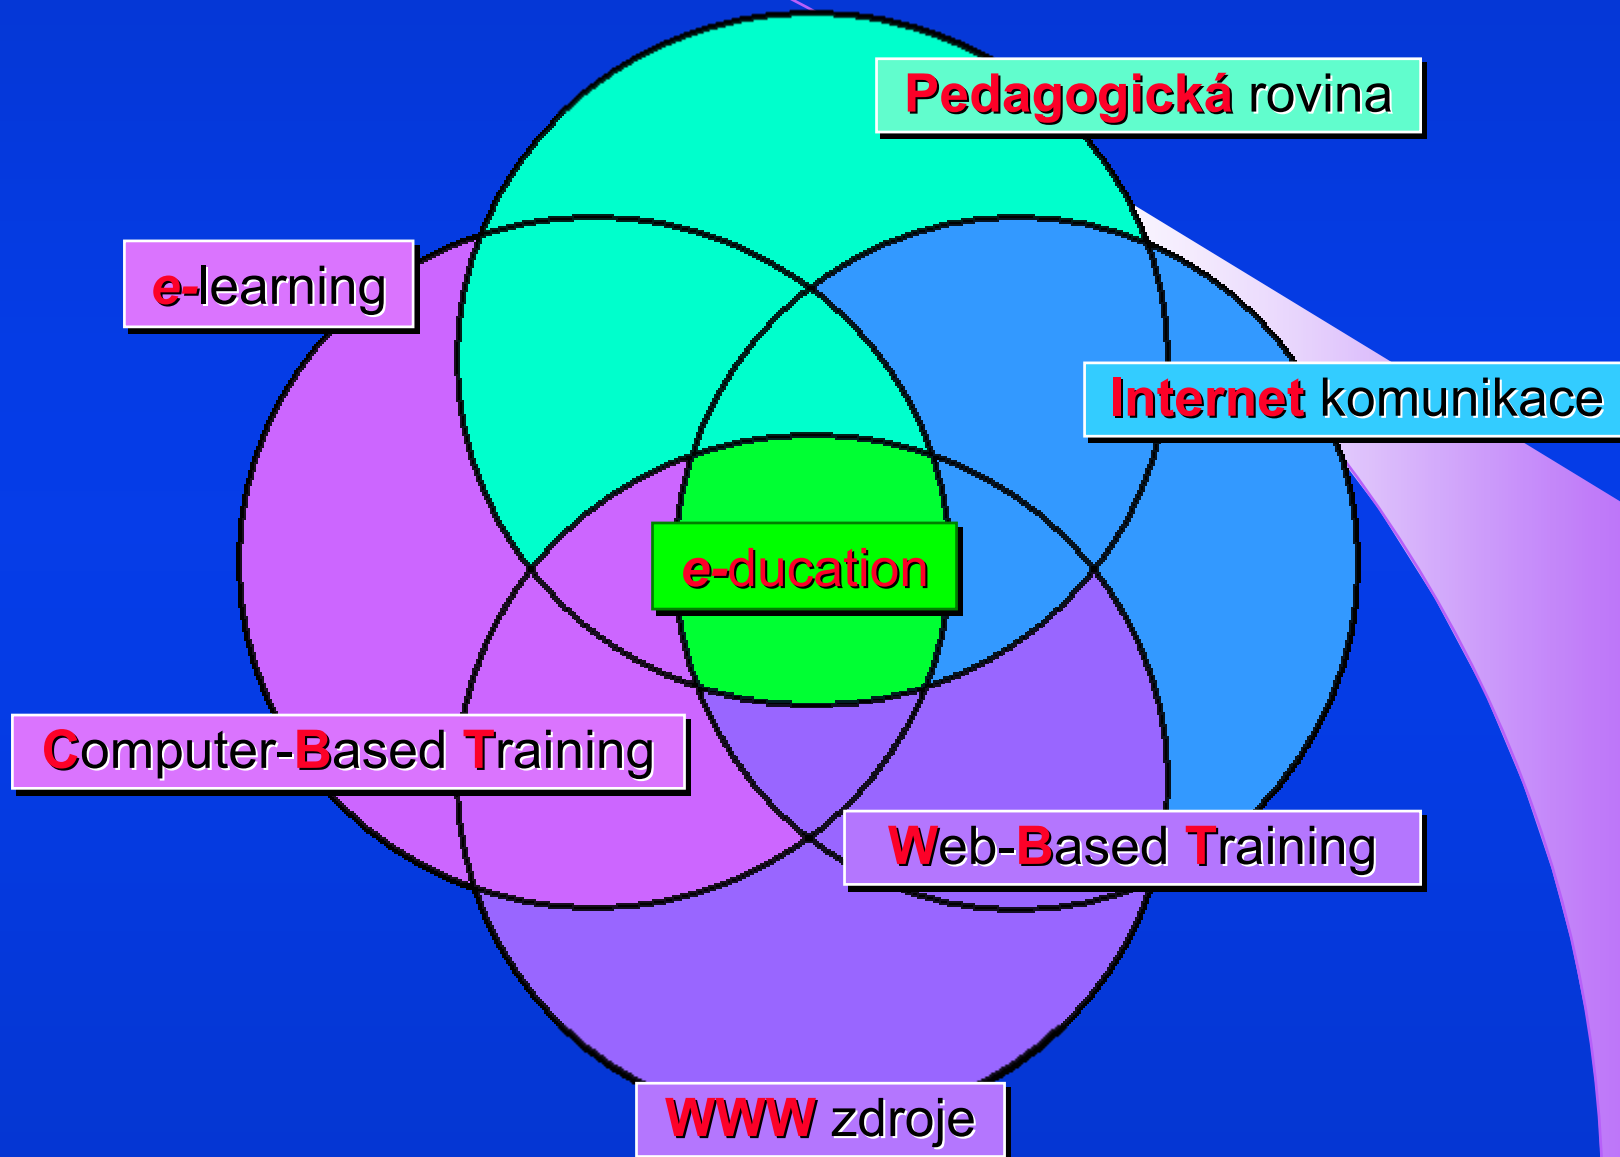 Pedagogická rovina
e-learning
Internet komunikace
e-ducation
Computer-Based Training
Web-Based Training
WWW zdroje